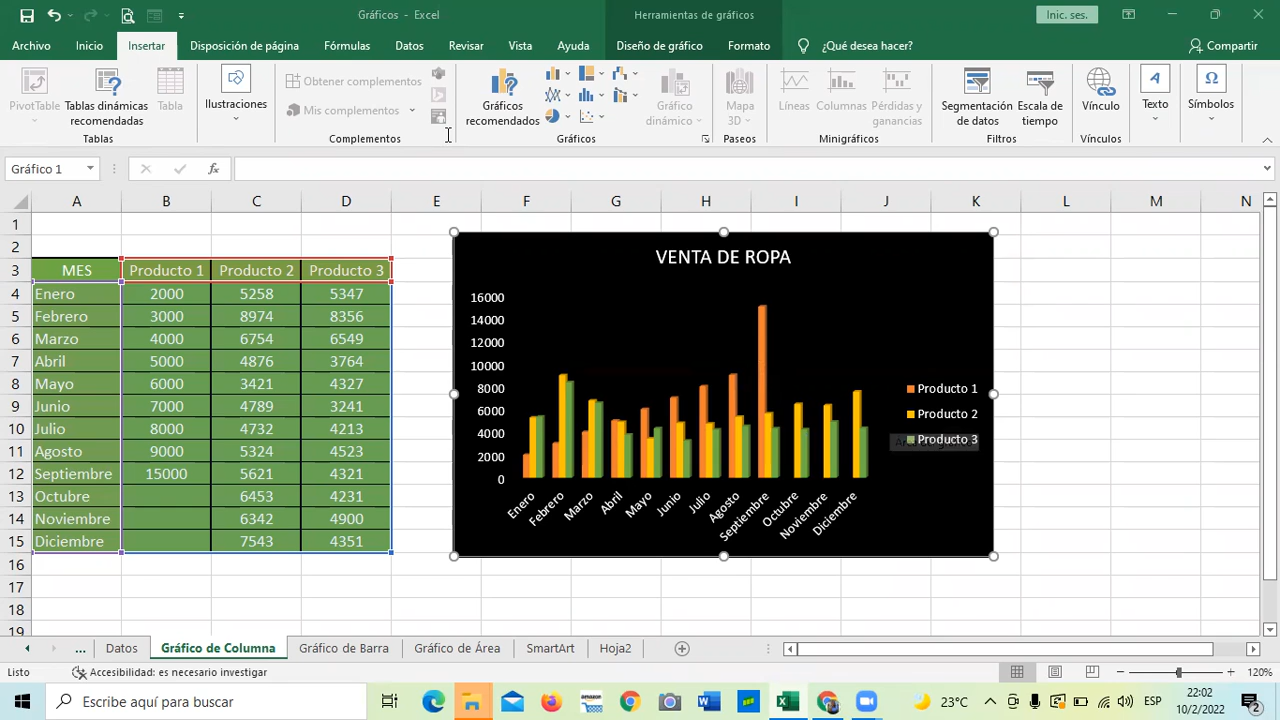 Gráficos - Excel
Herramientas de gráficos
Inic. ses.
Archivo Inicio Insertar Disposición de página Fórmulas Datos Revisar Vista Ayuda Diseño de gráfico Formato ¿Qué desea hacer? Compartir
PivotTable
Tablas dinámicas recomendadas
Tabla
Tablas
Ilustraciones
Obtener complementos
Mis complementos
Complementos
Gráficos recomendados
Gráfico dinámico
Gráficos
Mapa 3D
Paseos
Líneas
Columnas
Pérdidas y ganancias
Minigráficos
Segmentación de datos
Escala de tiempo
Filtros
Vínculo
Vínculos
Texto
Símbolos
Gráfico 1
fx
A B C D E F G H I J K L M N
1
2
3 MES Producto 1 Producto 2 Producto 3
4 Enero 2000 5258 5347
5 Febrero 3000 8974 8356
6 Marzo 4000 6754 6549
7 Abril 5000 4876 3764
8 Mayo 6000 3421 4327
9 Junio 7000 4789 3241
10 Julio 8000 4732 4213
11 Agosto 9000 5324 4523
12 Septiembre 15000 5621 4321
13 Octubre 6453 4231
14 Noviembre 6342 4900
15 Diciembre 7543 4351
16
17
18
19
VENTA DE ROPA
16000
14000
12000
10000
8000
6000
4000
2000
0
Enero Febrero Marzo Abril Mayo Junio Julio Agosto Septiembre Octubre Noviembre Diciembre
Producto 1
Producto 2
Producto 3
... Datos Gráfico de Columna Gráfico de Barra Gráfico de Área SmartArt Hoja2
Listo Accesibilidad: es necesario investigar 120%
Escribe aquí para buscar
amazon
23°C
ESP
22:02
10/2/2022
2